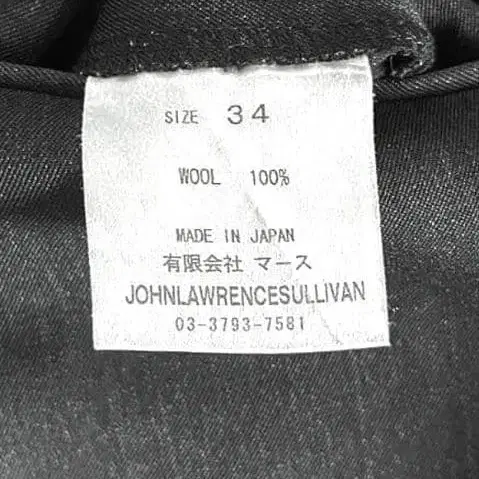 SIZE 34
WOOL 100%
MADE IN JAPAN
有限会社 マース
JOHNLAWRENCESULLIVAN
03-3793-7581